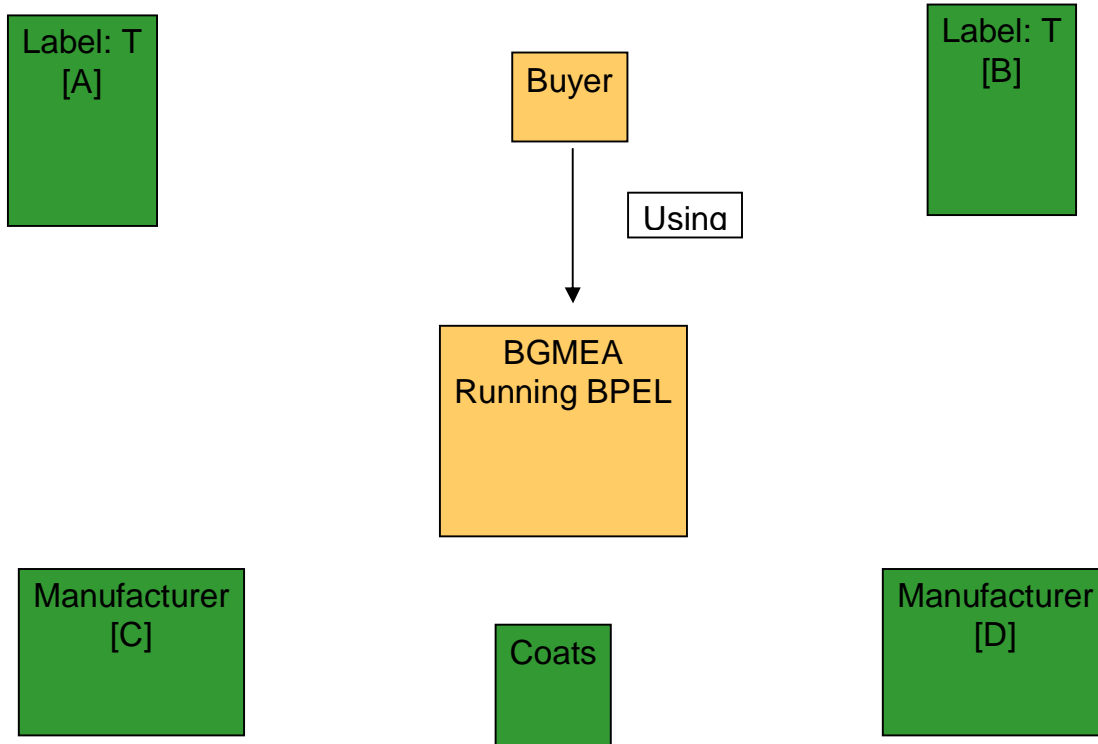 Label: T
[A]
Buyer
Label: T
[B]
Using
BGMEA
Running BPEL
Manufacturer
[C]
Coats
Manufacturer
[D]